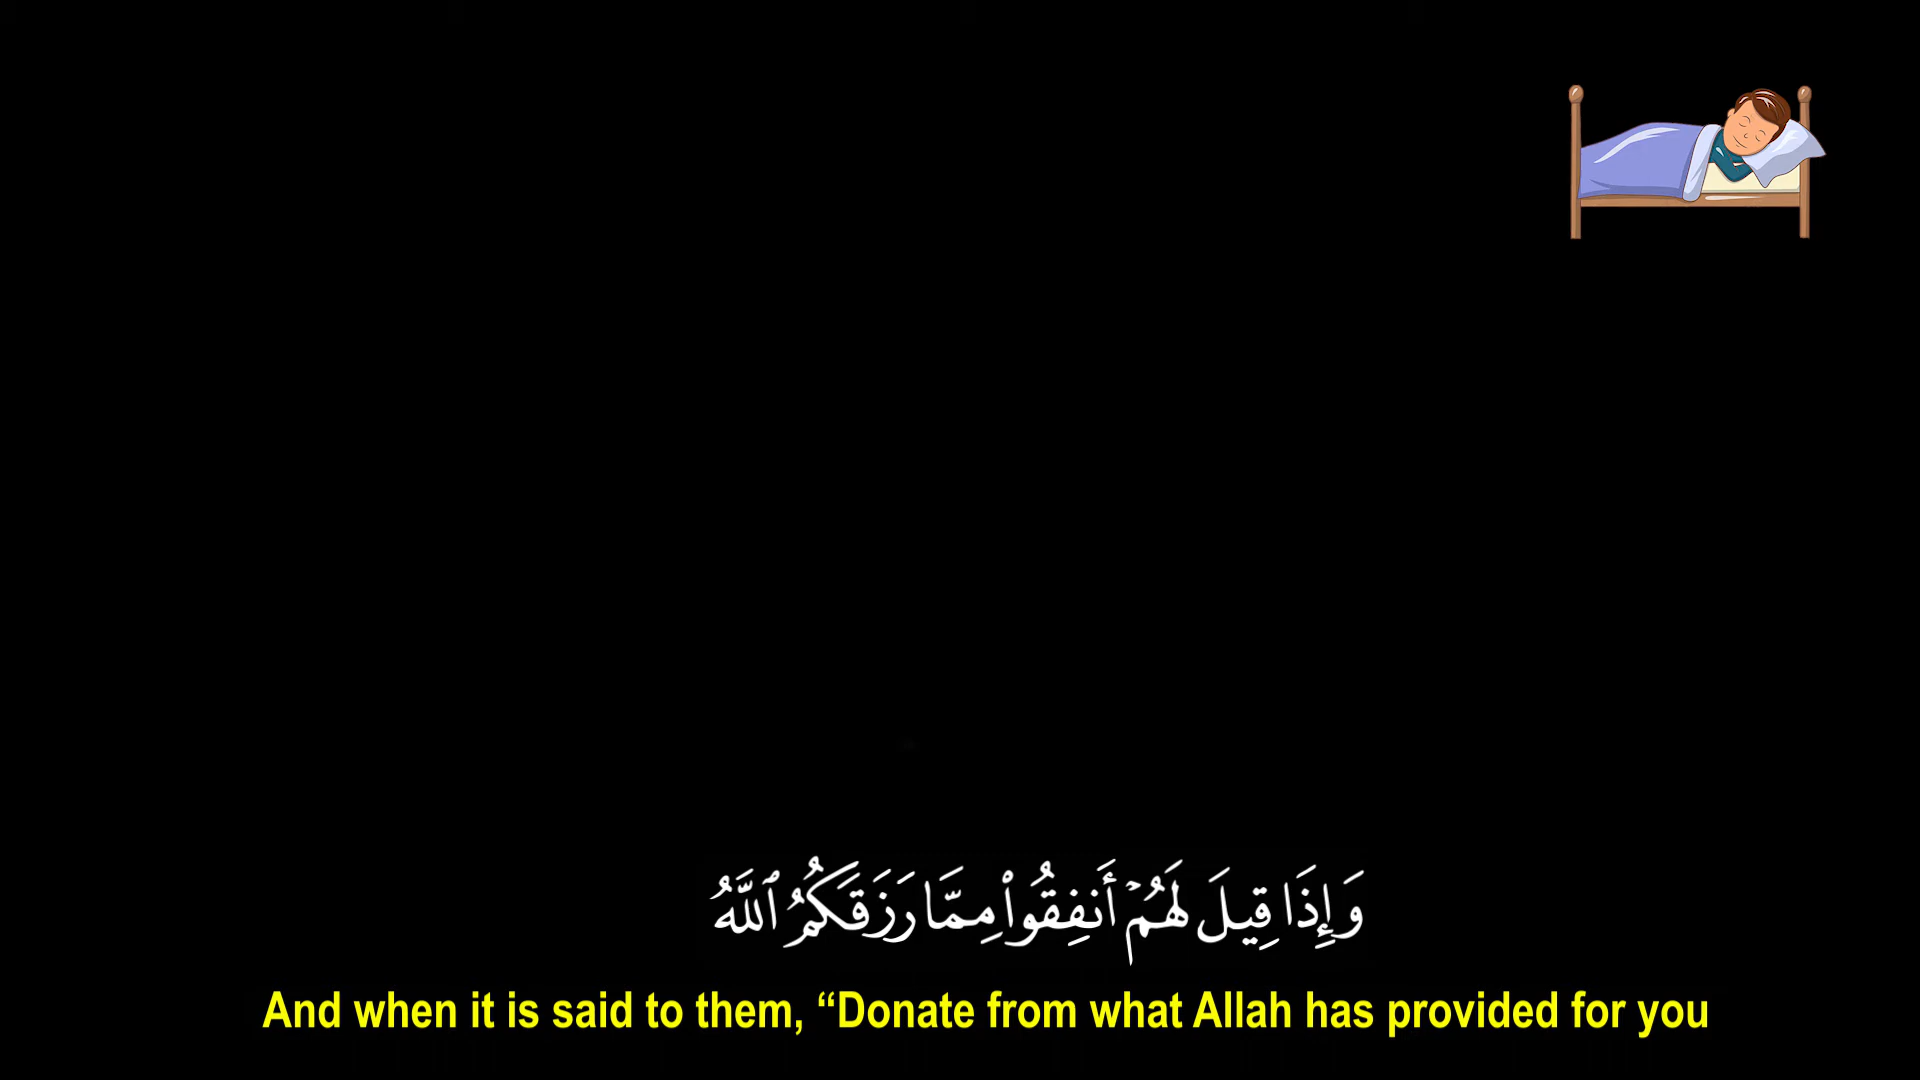 وَإِذَا قِيلَ لَهُمْ أَنفِقُوا۟ مِمَّا رَزَقَكُمُ ٱللَّهُ
And when it is said to them, “Donate from what Allah has provided for you